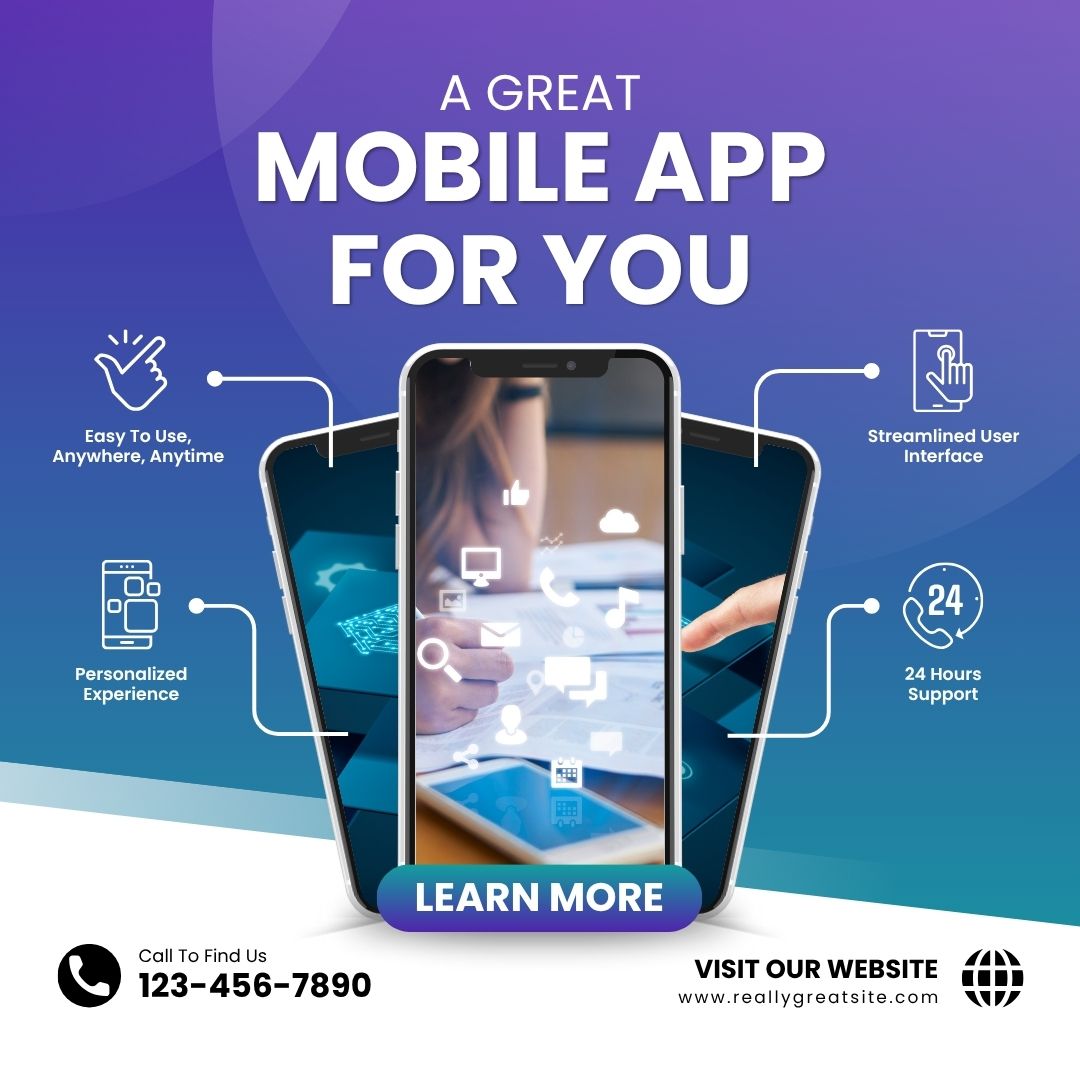 A GREAT
MOBILE APP
FOR YOU
Easy To Use,
Anywhere, Anytime
Streamlined User
Interface
Personalized
Experience
24
24 Hours
Support
LEARN MORE
Call To Find Us
123-456-7890
VISIT OUR WEBSITE
www.reallygreatsite.com